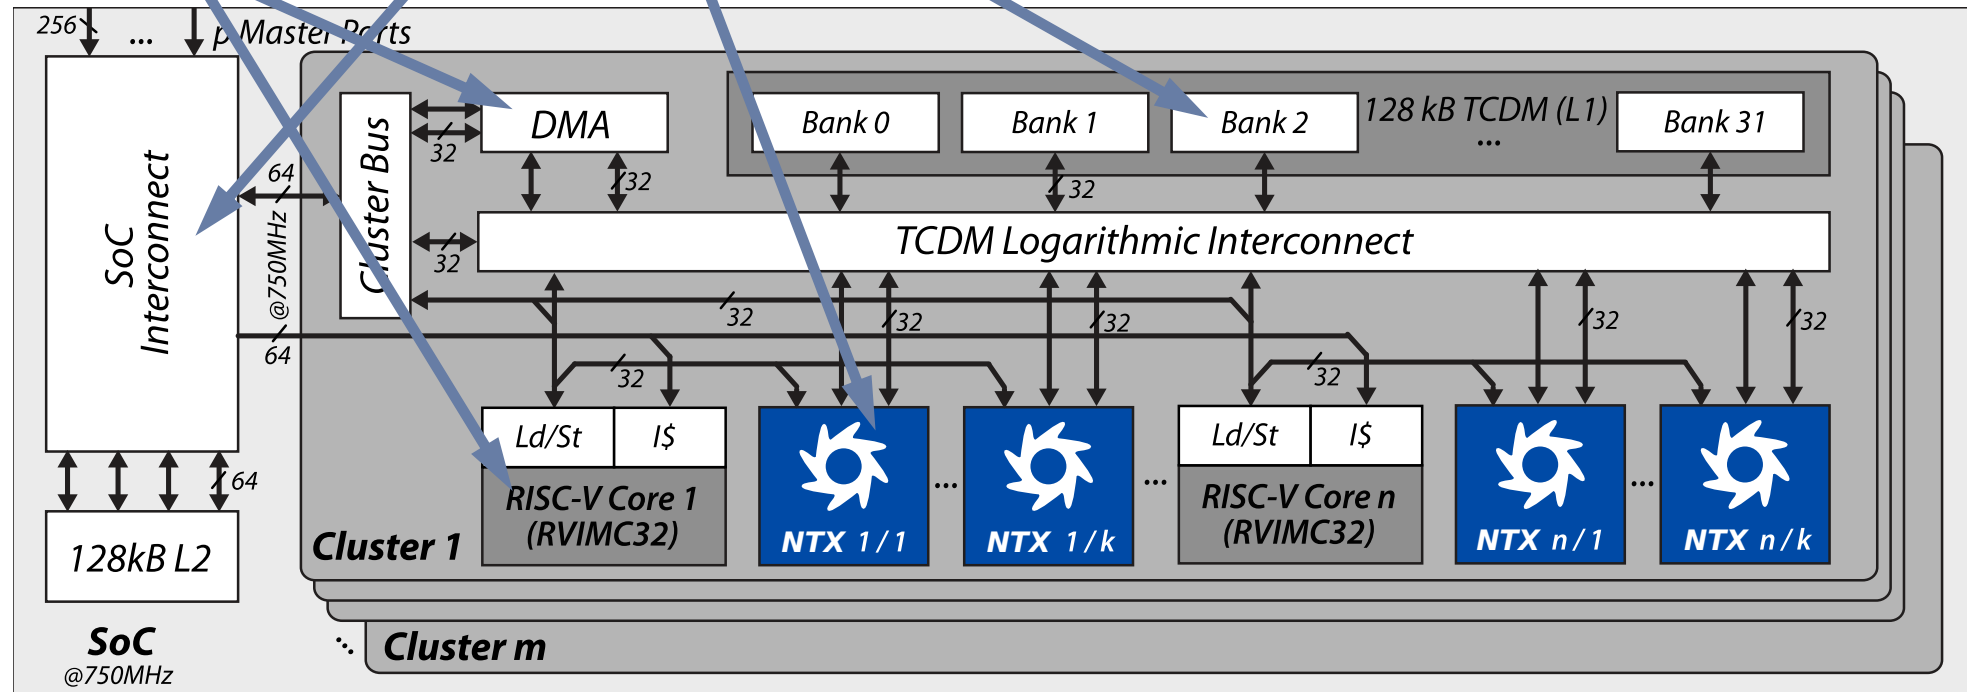 256
...
p Master Ports
SoC
Interconnect
64
@750MHz
64
Cluster Bus
32
DMA
32
32
Bank 0
Bank 1
Bank 2
128 kB TCDM (L1)
...
Bank 31
32
TCDM Logarithmic Interconnect
32
32
32
32
32
32
32
Ld/St
I$
RISC-V Core 1
(RVIMC32)
NTX 1/1
...
NTX 1/k
...
Ld/St
I$
RISC-V Core n
(RVIMC32)
NTX n/1
...
NTX n/k
64
128kB L2
Cluster 1
SoC
@750MHz
...
Cluster m